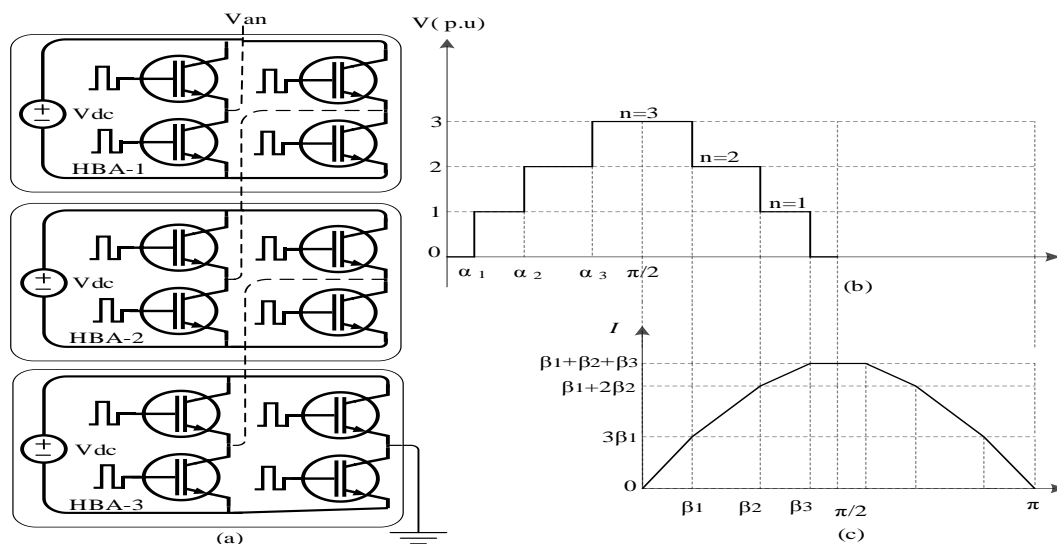 Van
Vdc
HBA-1
Vdc
HBA-2
Vdc
HBA-3
(a)
V( p.u)
3
2
1
0
n=3
n=2
n=1
α 1
α 2
α 3
π/2
(b)
I
β1+β2+β3
β1+2β2
3β1
0
β1
β2
β3
π/2
π
(c)